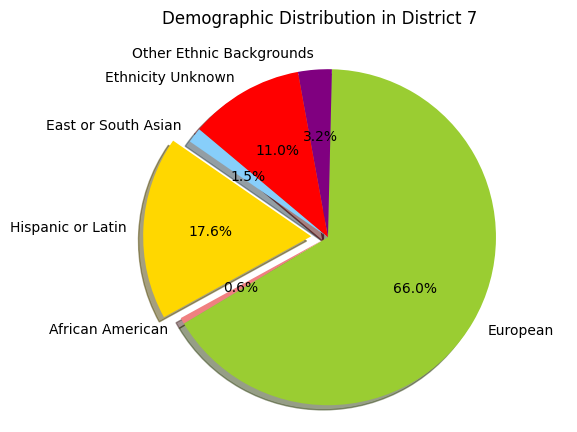 Demographic Distribution in District 7
Other Ethnic Backgrounds
Ethnicity Unknown
East or South Asian
Hispanic or Latin
African American
European
3.2%
11.0%
1.5%
17.6%
0.6%
66.0%